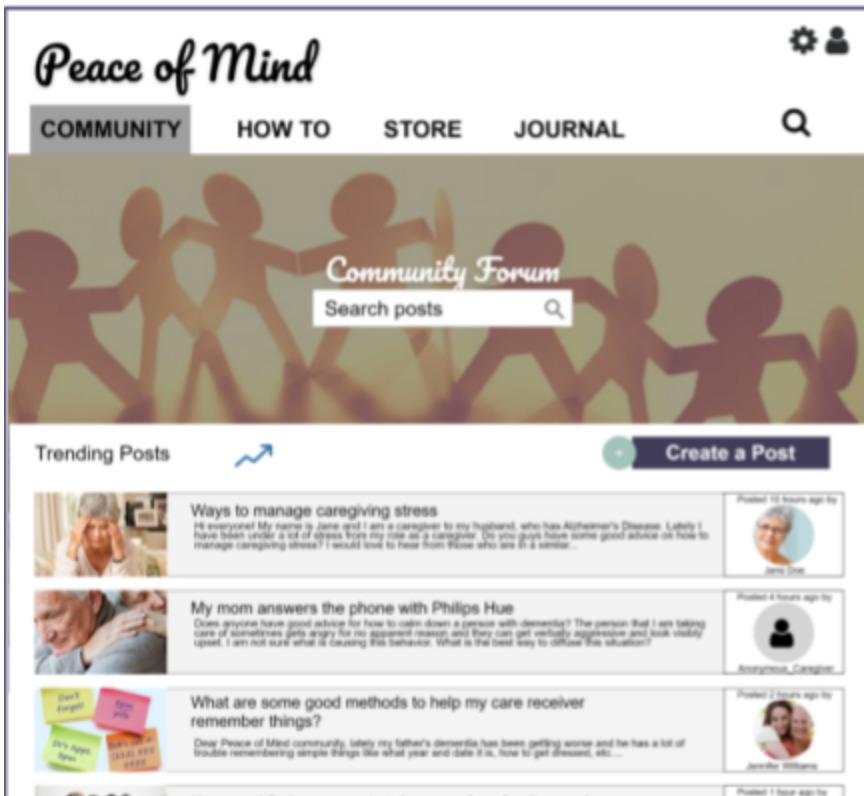 Peace of Mind
COMMUNITY HOW TO STORE JOURNAL
Community Forum
Search posts
Trending Posts
+ Create a Post
Ways to manage caregiving stress
Hi everyone! My name is Jane and I am a caregiver to my husband, who has Alzheimer's Disease. Lately I
have been under a lot of stress from my role as a caregiver. Do you guys have some good advice on how to
manage caregiving stress? I would love to hear from those who are in a similar...
Posted 10 hours ago by
Jane Doe
My mom answers the phone with Philips Hue
Does anyone have good advice for how to calm down a person with dementia? The person that I am taking
care of sometimes gets angry for no apparent reason and they can get verbally aggressive and look visibly
upset. I am not sure what is causing this behavior. What is the best way to diffuse this situation?
Posted 4 hours ago by
Anonymous_Caregiver
Don't
forget!
Dr's Appt.
What are some good methods to help my care receiver
remember things?
Dear Peace of Mind community, lately my father's dementia has been getting worse and he has a lot of
trouble remembering simple things like what year and date it is, how to get dressed, etc....
Posted 2 hours ago by
Jennifer Williams
Posted 1 hour ago by